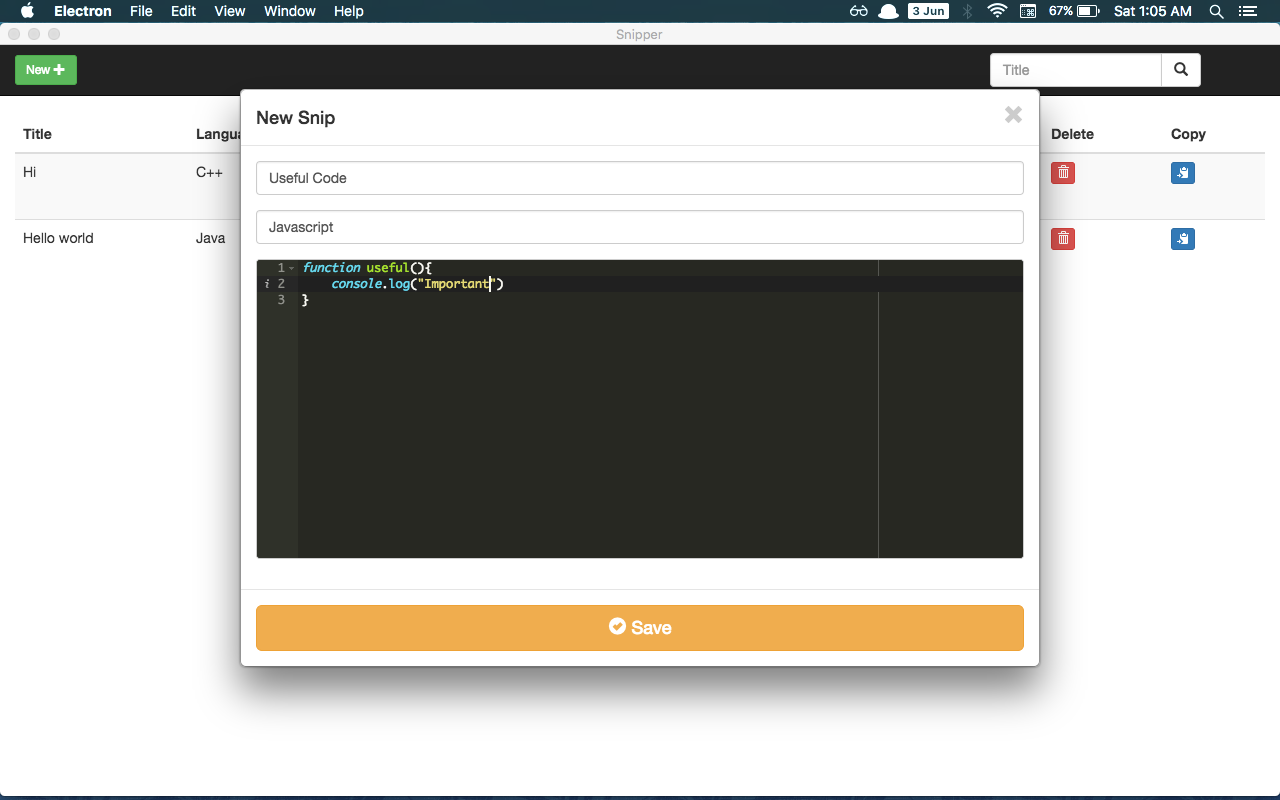 Electron File Edit View Window Help 3 Jun 67% Sat 1:05 AM
Snipper
New Title
New Snip
Title Langua Delete Copy
Hi C++
Useful Code
Javascript
Hello world Java
1 function useful(){
i 2 console.log("Important")
3 }
Save